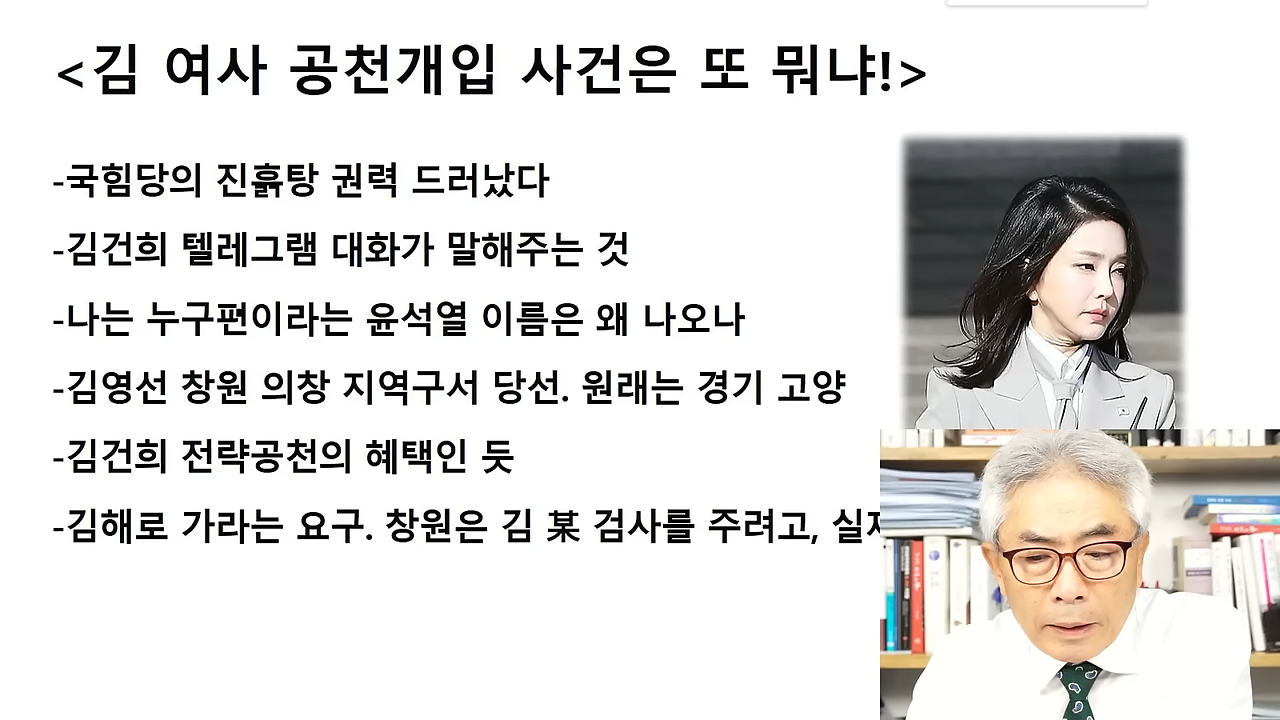 <김 여사 공천개입 사건은 또 뭐냐!>
-국힘당의 진흙탕 권력 드러났다
-김건희 텔레그램 대화가 말해주는 것
-나는 누구편이라는 윤석열 이름은 왜 나오나
-김영선 창원 의창 지역구서 당선. 원래는 경기 고양
-김건희 전략공천의 혜택인 듯
-김해로 가라는 요구. 창원은 김 某 검사를 주려고,